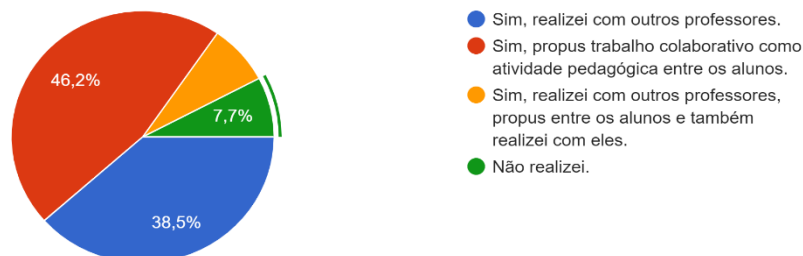 46,2%
7,7%
38,5%
Sim, realizei com outros professores.
Sim, propus trabalho colaborativo como
atividade pedagógica entre os alunos.
Sim, realizei com outros professores,
propus entre os alunos e também
realizei com eles.
Não realizei.